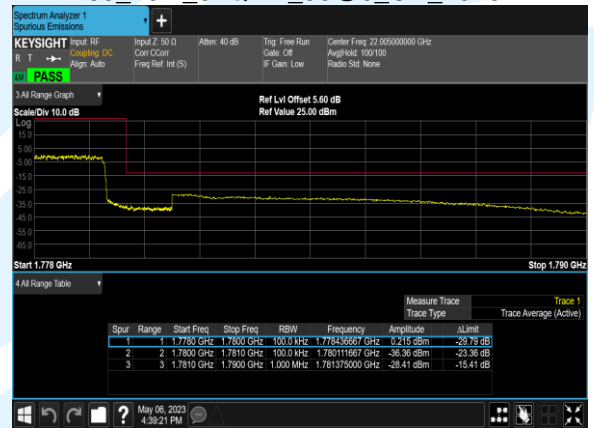 Spectrum Analyzer 1
Spurious Emissions
KEYSIGHT Input: RF Input Z: 50 Ω Atten: 40 dB Trig: Free Run Center Freq: 22.005000000 GHz
R T Coupling: DC Corr CCorr Gate: Off Avg|Hold: 100/100
Align: Auto Freq Ref: Int (S) IF Gain: Low Radio Std: None
LV PASS
3 All Range Graph
Ref Lvl Offset 5.60 dB
Scale/Div 10.0 dB Ref Value 25.00 dBm
Log
15.0
5.00
-5.00
-15.0
-25.0
-35.0
-45.0
-55.0
-65.0
Start 1.778 GHz Stop 1.790 GHz
4 All Range Table
Measure Trace Trace 1
Trace Type Trace Average (Active)
Spur Range Start Freq Stop Freq RBW Frequency Amplitude ΔLimit
1 1 1.7780 GHz 1.7800 GHz 100.0 kHz 1.778436667 GHz 0.215 dBm -29.79 dB
2 2 1.7800 GHz 1.7810 GHz 100.0 kHz 1.780111667 GHz -36.36 dBm -23.36 dB
3 3 1.7810 GHz 1.7900 GHz 1.000 MHz 1.781375000 GHz -28.41 dBm -15.41 dB
? May 06, 2023
4:39:21 PM